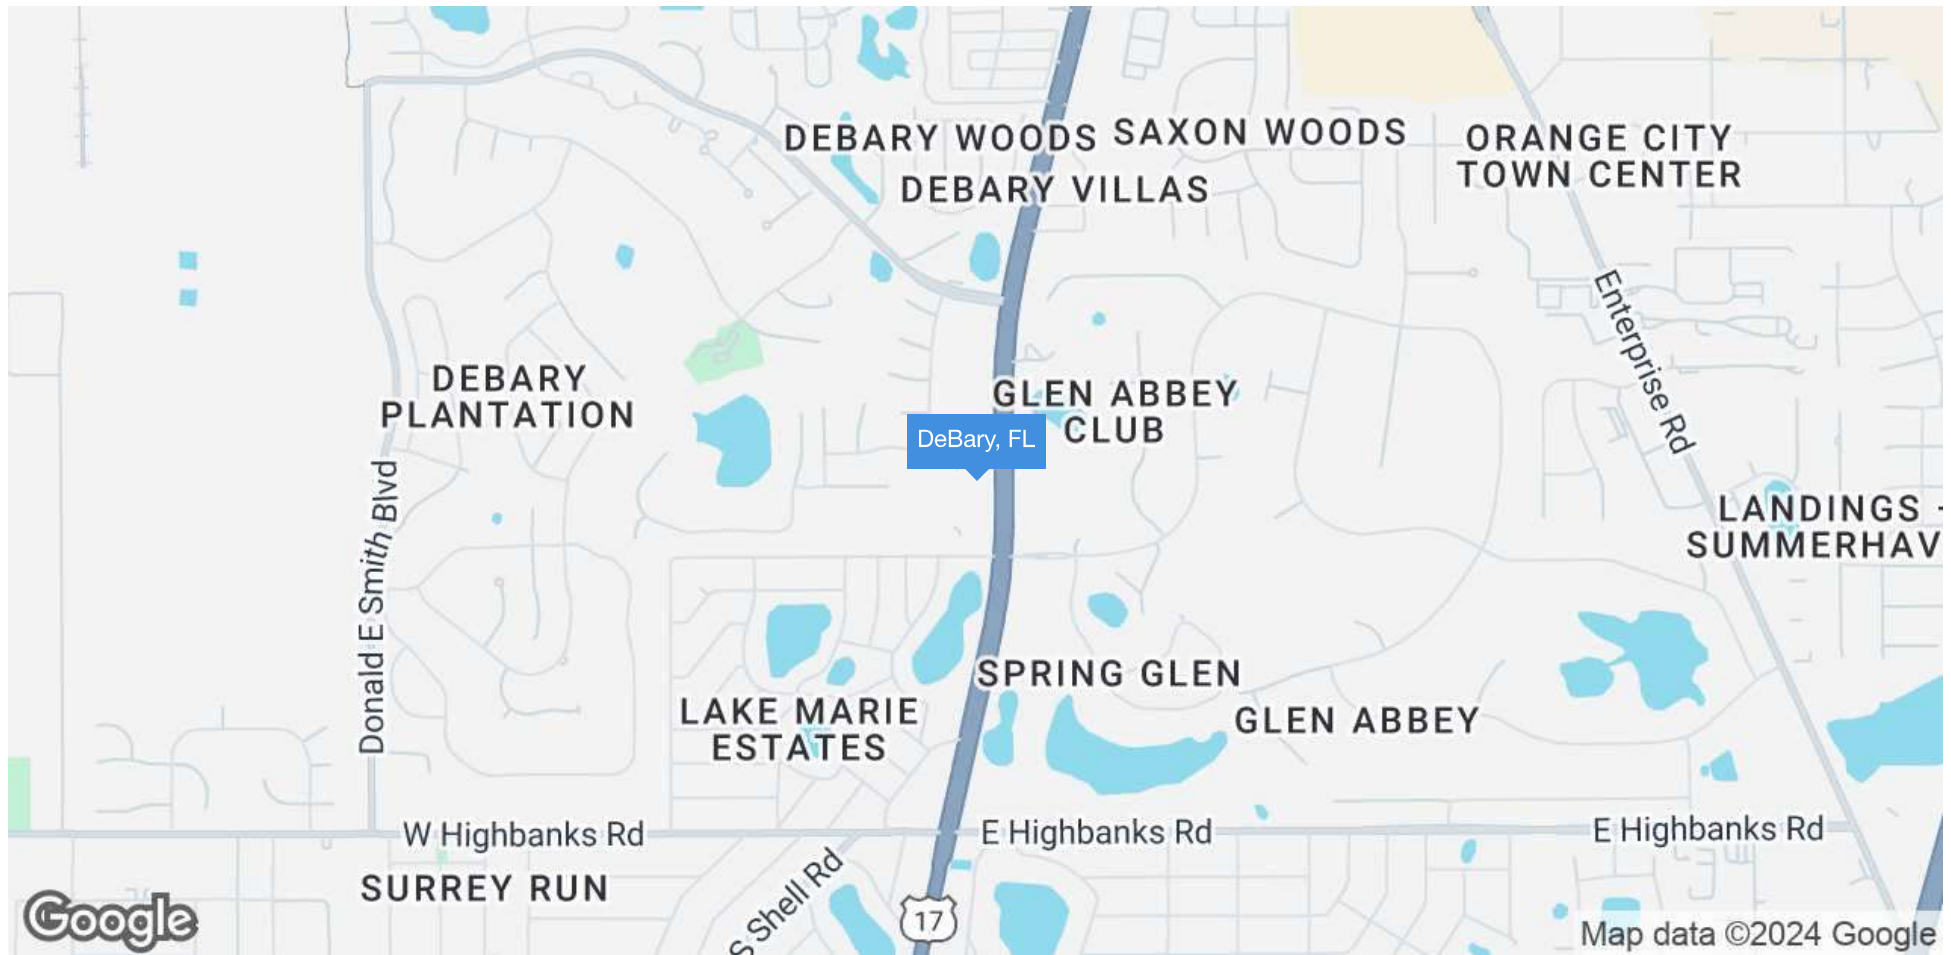 DEBARY WOODS
SAXON WOODS
ORANGE CITY
TOWN CENTER
DEBARY VILLAS
Enterprise Rd
DEBARY
PLANTATION
GLEN ABBEY
CLUB
DeBary, FL
Donald E Smith Blvd
LANDINGS -
SUMMERHAV
SPRING GLEN
LAKE MARIE
ESTATES
GLEN ABBEY
W Highbanks Rd
E Highbanks Rd
E Highbanks Rd
SURREY RUN
S Shell Rd
17
Google
Map data ©2024 Google